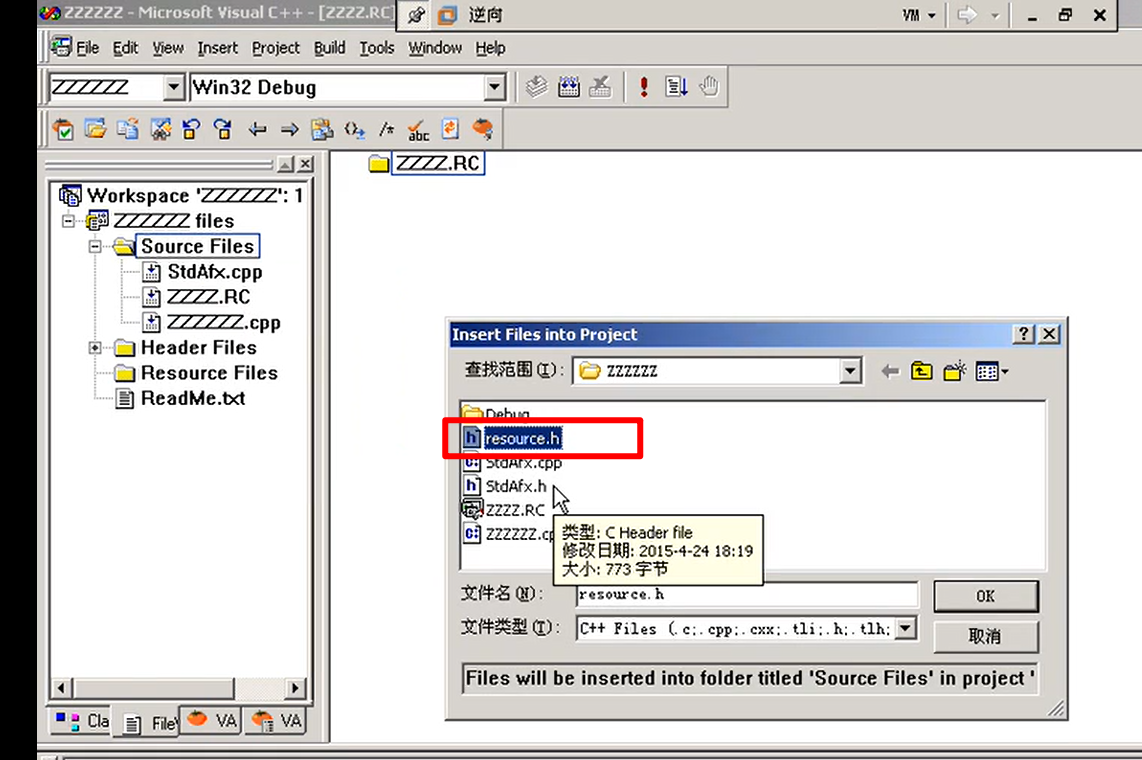 ZZZZZZ - Microsoft Visual C++ - [ZZZZ.RC]
逆向
VM
File Edit View Insert Project Build Tools Window Help
ZZZZZZ
Win32 Debug
abc
ZZZZ.RC
Workspace 'ZZZZZZ': 1
ZZZZZZ files
Source Files
StdAfx.cpp
ZZZZ.RC
ZZZZZZ.cpp
Header Files
Resource Files
ReadMe.txt
Cla
File
VA
VA
Insert Files into Project
查找范围(I):
ZZZZZZ
Debug
resource.h
StdAfx.cpp
StdAfx.h
ZZZZ.RC
ZZZZZZ.cp
类型: C Header file
修改日期: 2015-4-24 18:19
大小: 773 字节
文件名(N):
resource.h
OK
文件类型(T):
C++ Files (.c;.cpp;.cxx;.tli;.h;.tlh;
取消
Files will be inserted into folder titled 'Source Files' in project '